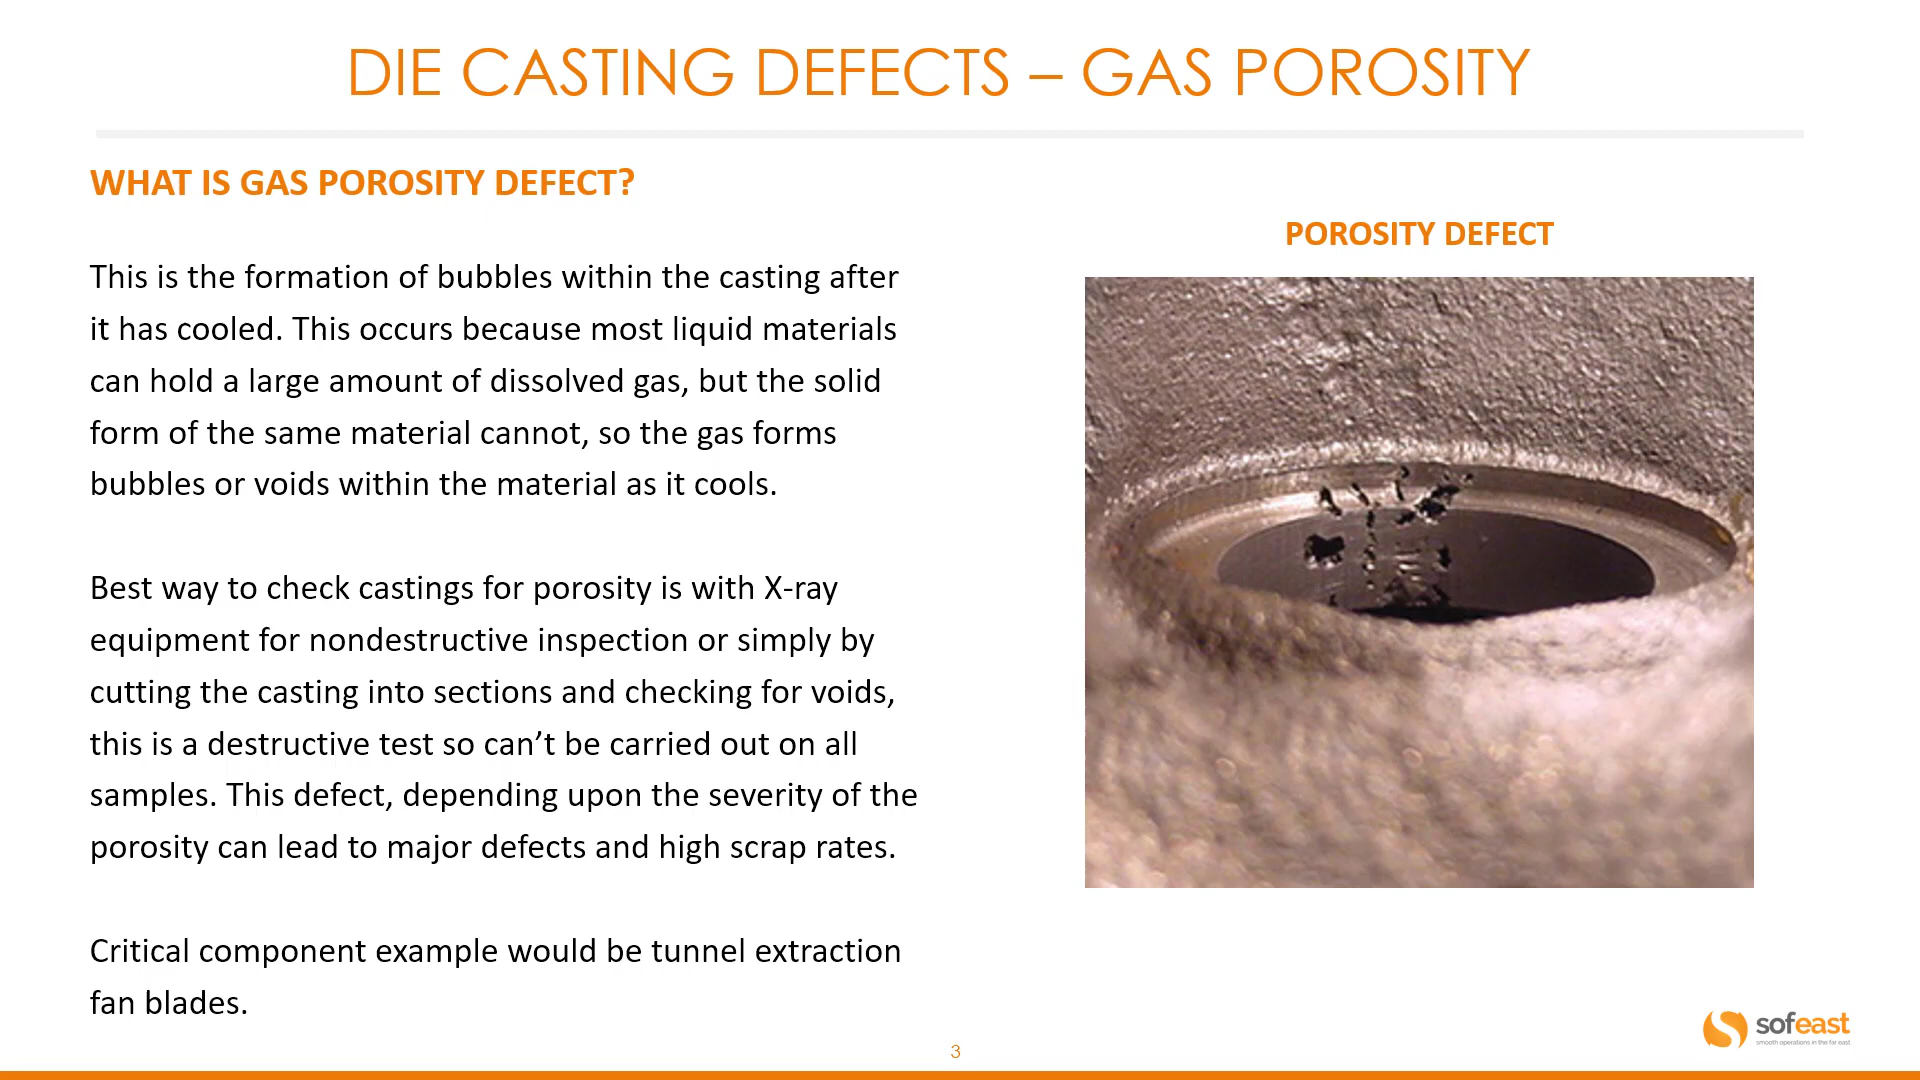 DIE CASTING DEFECTS – GAS POROSITY
WHAT IS GAS POROSITY DEFECT?
This is the formation of bubbles within the casting after
it has cooled. This occurs because most liquid materials
can hold a large amount of dissolved gas, but the solid
form of the same material cannot, so the gas forms
bubbles or voids within the material as it cools.
Best way to check castings for porosity is with X-ray
equipment for nondestructive inspection or simply by
cutting the casting into sections and checking for voids,
this is a destructive test so can’t be carried out on all
samples. This defect, depending upon the severity of the
porosity can lead to major defects and high scrap rates.
Critical component example would be tunnel extraction
fan blades.
POROSITY DEFECT
3
sofeast
smooth operations in the far east